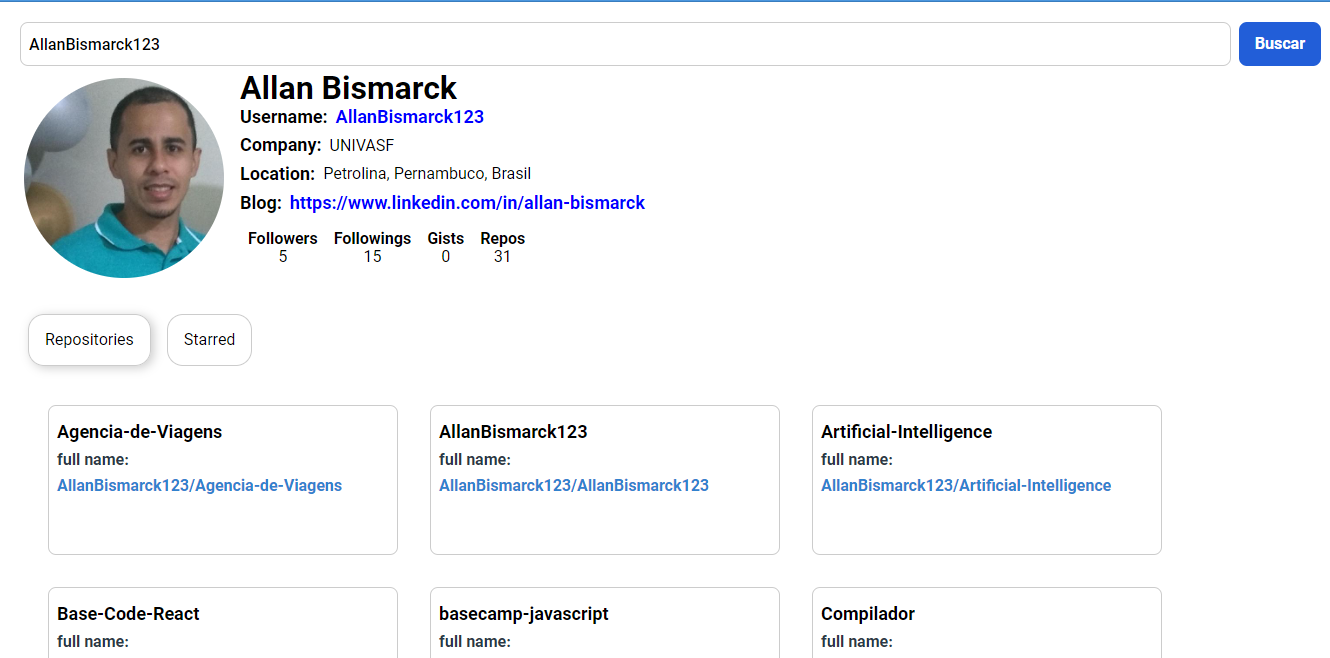 AllanBismarck123 Buscar
Allan Bismarck
Username: AllanBismarck123
Company: UNIVASF
Location: Petrolina, Pernambuco, Brasil
Blog: https://www.linkedin.com/in/allan-bismarck
Followers Followings Gists Repos
5 15 0 31
Repositories Starred
Agencia-de-Viagens AllanBismarck123 Artificial-Intelligence
full name: full name: full name:
AllanBismarck123/Agencia-de-Viagens AllanBismarck123/AllanBismarck123 AllanBismarck123/Artificial-Intelligence
Base-Code-React basecamp-javascript Compilador
full name: full name: full name: